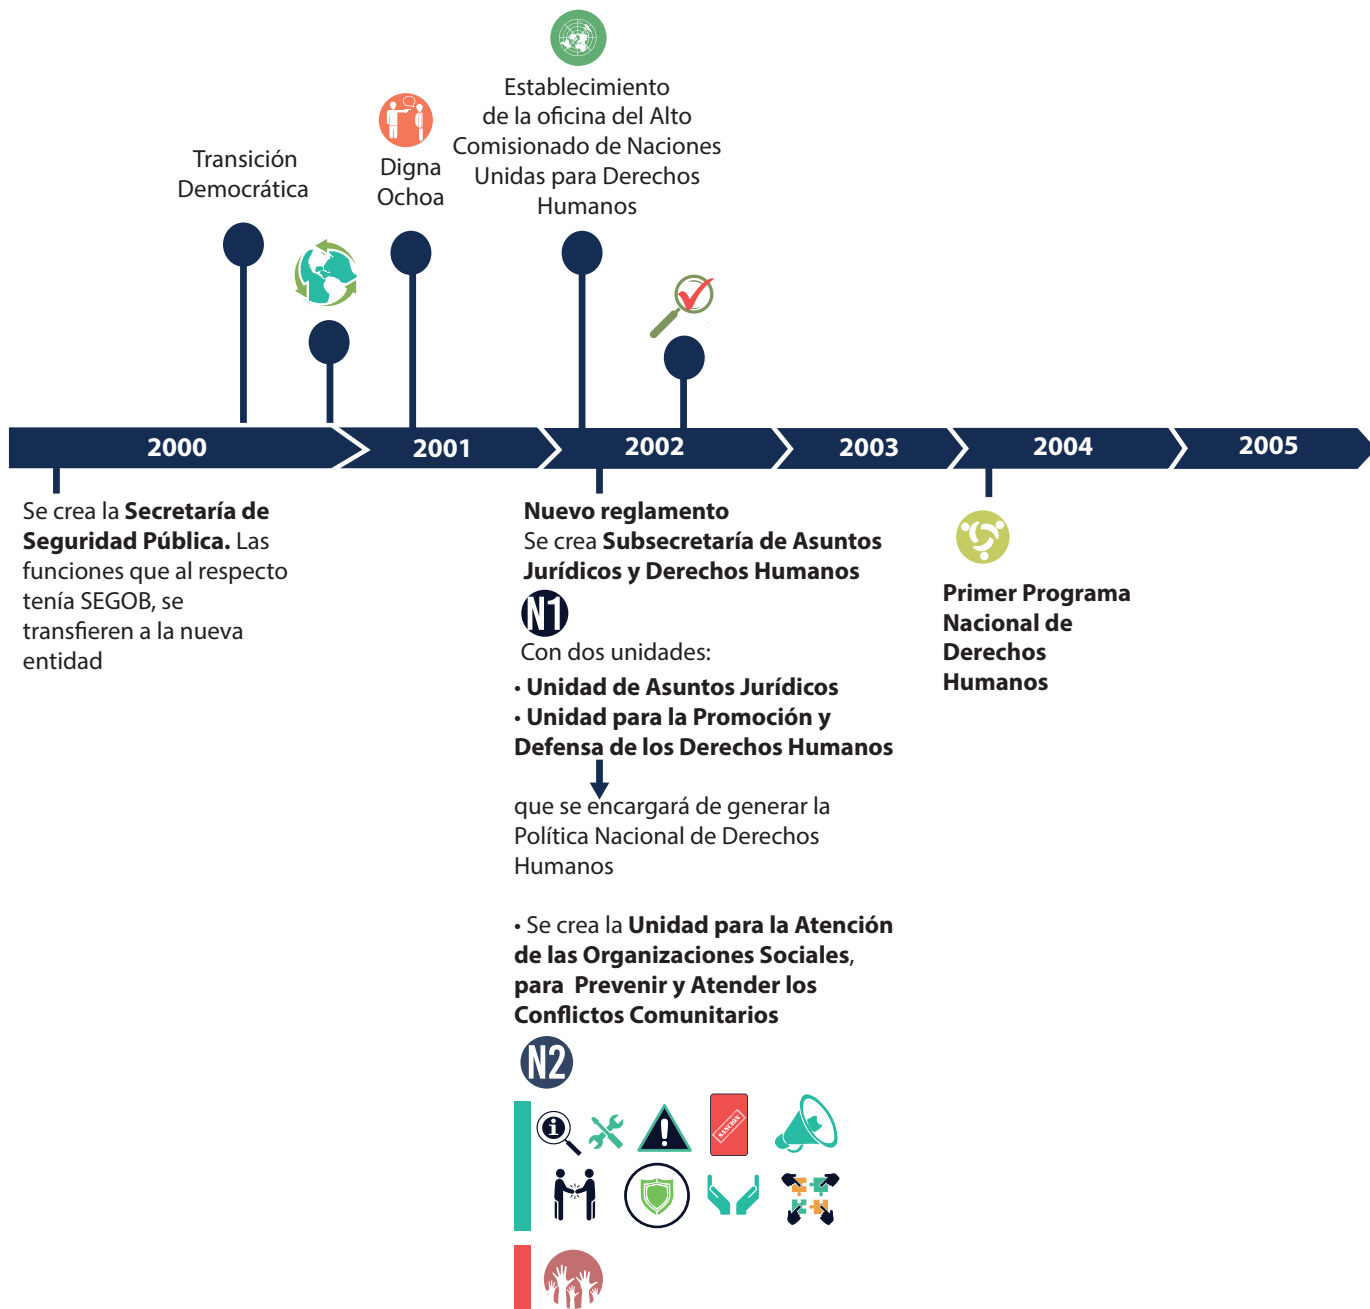 Establecimiento
de la oficina del Alto
Comisionado de Naciones
Unidas para Derechos
Humanos
Digna
Ochoa
Transición
Democrática
2000
2001
2002
2003
2004
2005
Se crea la Secretaría de
Seguridad Pública. Las
funciones que al respecto
tenía SEGOB, se
transfieren a la nueva
entidad
Nuevo reglamento
Se crea Subsecretaría de Asuntos
Jurídicos y Derechos Humanos
N1
Con dos unidades:
• Unidad de Asuntos Jurídicos
• Unidad para la Promoción y
Defensa de los Derechos Humanos
que se encargará de generar la
Política Nacional de Derechos
Humanos
• Se crea la Unidad para la Atención
de las Organizaciones Sociales,
para Prevenir y Atender los
Conflictos Comunitarios
N2
i
!
SANCIÓN
Primer Programa
Nacional de
Derechos
Humanos